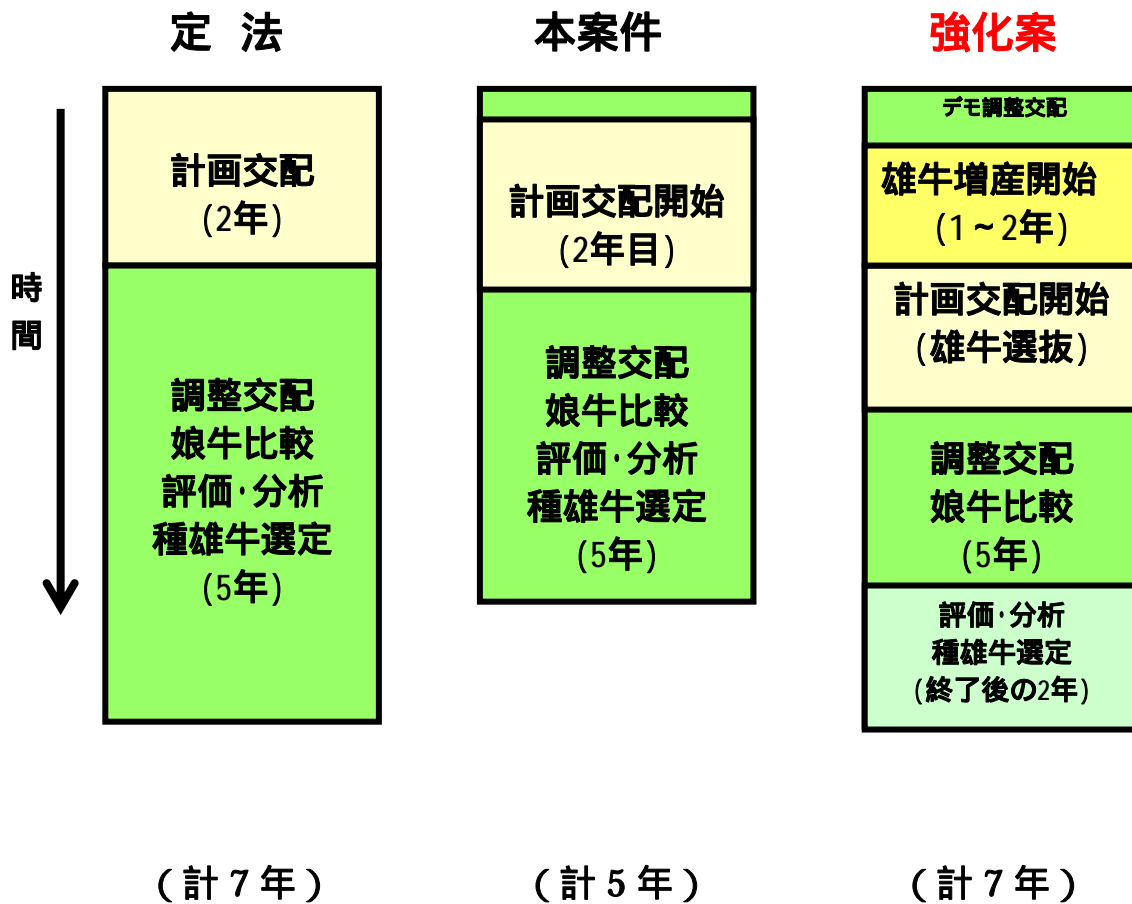 定 法
本案件
強化案
時
間
計画交配
(2年)
調整交配
娘牛比較
評価・分析
種雄牛選定
(5年)
計画交配開始
(2年目)
調整交配
娘牛比較
評価・分析
種雄牛選定
(5年)
デモ調整交配
雄牛増産開始
(1~2年)
計画交配開始
(雄牛選抜)
調整交配
娘牛比較
(5年)
評価・分析
種雄牛選定
(終了後の2年)
(計7年)
(計5年)
(計7年)